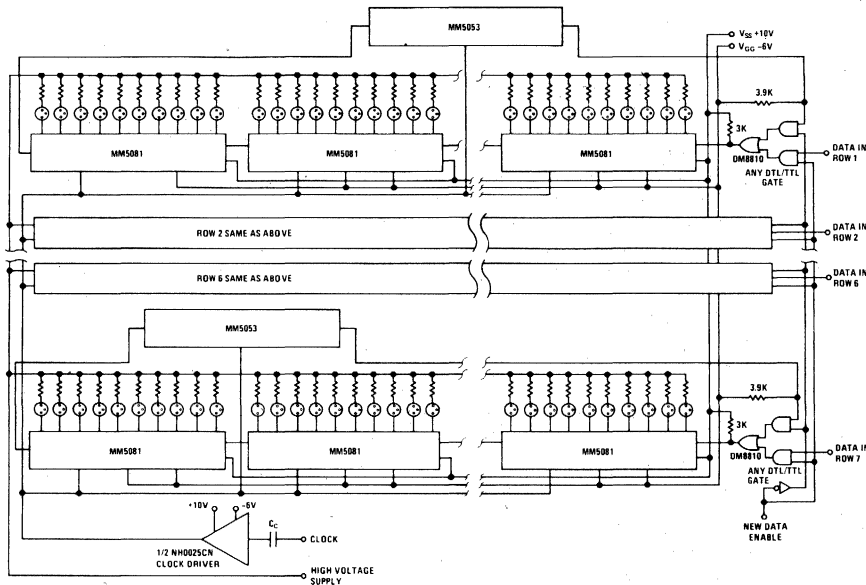 MM5053
VSS +10V
VGG -6V
3.9K
3K
MM5081
MM5081
MM5081
DM8810
ANY DTL/TTL
GATE
DATA IN
ROW 1
ROW 2 SAME AS ABOVE
DATA IN
ROW 2
ROW 6 SAME AS ABOVE
DATA IN
ROW 6
MM5053
3.9K
3K
MM5081
MM5081
MM5081
DM8810
ANY DTL/TTL
GATE
DATA IN
ROW 7
+10V
-6V
CC
CLOCK
1/2 NH0025CN
CLOCK DRIVER
NEW DATA
ENABLE
HIGH VOLTAGE
SUPPLY